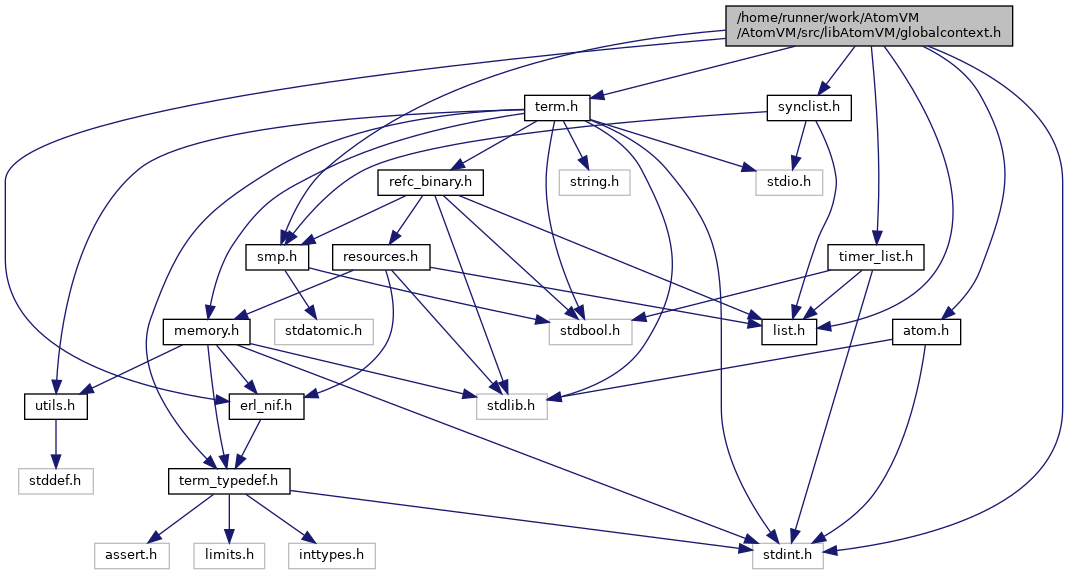 /home/runner/work/AtomVM
/AtomVM/src/libAtomVM/globalcontext.h
term.h
synclist.h
refc_binary.h
string.h
stdio.h
smp.h
resources.h
timer_list.h
memory.h
stdatomic.h
stdbool.h
list.h
atom.h
utils.h
erl_nif.h
stdlib.h
stddef.h
term_typedef.h
assert.h
limits.h
inttypes.h
stdint.h